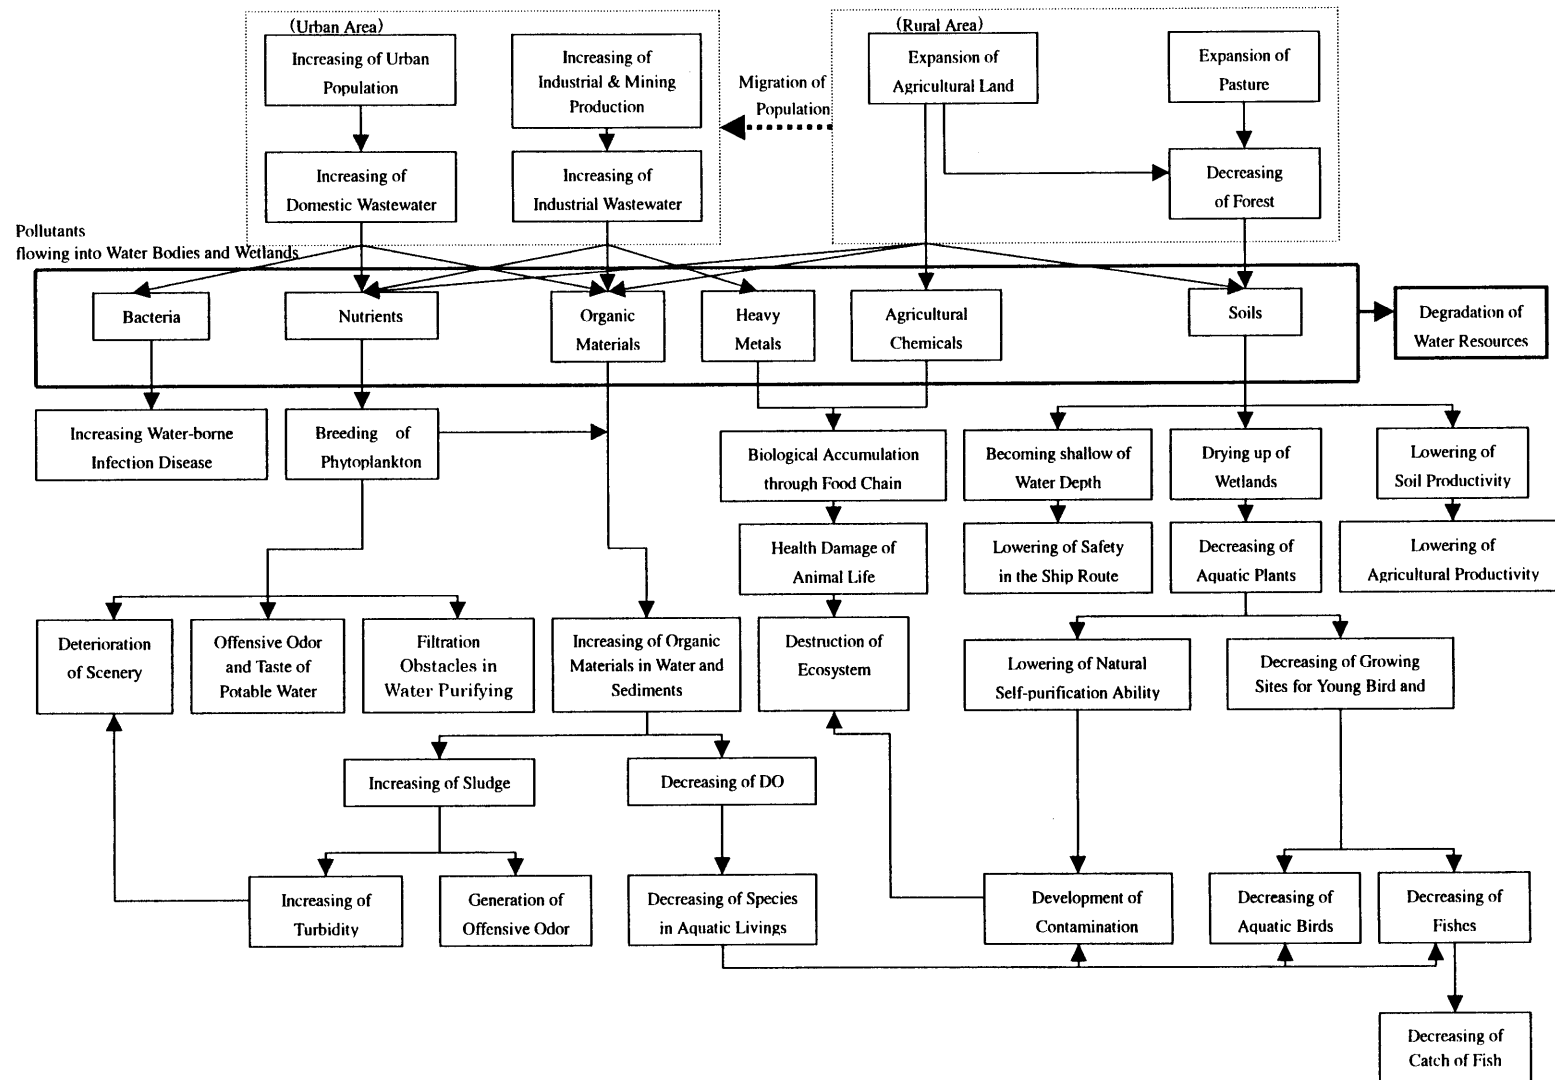 (Urban Area)
Increasing of Urban
Population
Increasing of
Industrial & Mining
Production
Migration of
Population
(Rural Area)
Expansion of
Agricultural Land
Expansion of
Pasture
Increasing of
Domestic Wastewater
Increasing of
Industrial Wastewater
Decreasing
of Forest
Pollutants
flowing into Water Bodies and Wetlands
Bacteria
Nutrients
Organic
Materials
Heavy
Metals
Agricultural
Chemicals
Soils
Degradation of
Water Resources
Increasing Water-borne
Infection Disease
Breeding of
Phytoplankton
Biological Accumulation
through Food Chain
Becoming shallow of
Water Depth
Drying up of
Wetlands
Lowering of
Soil Productivity
Health Damage of
Animal Life
Lowering of Safety
in the Ship Route
Decreasing of
Aquatic Plants
Lowering of
Agricultural Productivity
Deterioration
of Scenery
Offensive Odor
and Taste of
Potable Water
Filtration
Obstacles in
Water Purifying
Increasing of Organic
Materials in Water and
Sediments
Destruction of
Ecosystem
Lowering of Natural
Self-purification Ability
Decreasing of Growing
Sites for Young Bird and
Increasing of Sludge
Decreasing of DO
Increasing of
Turbidity
Generation of
Offensive Odor
Decreasing of Species
in Aquatic Livings
Development of
Contamination
Decreasing of
Aquatic Birds
Decreasing of
Fishes
Decreasing of
Catch of Fish